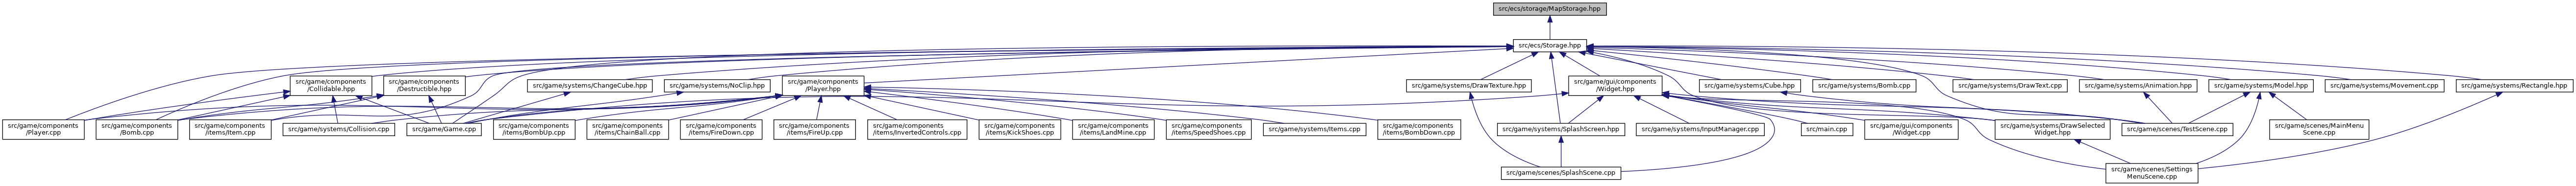 src/ecs/storage/MapStorage.hpp
src/ecs/Storage.hpp
src/game/components
/Collidable.hpp
src/game/components
/Destructible.hpp
src/game/systems/ChangeCube.hpp
src/game/systems/NoClip.hpp
src/game/components
/Player.hpp
src/game/systems/DrawTexture.hpp
src/game/gui/components
/Widget.hpp
src/game/systems/Cube.hpp
src/game/systems/Bomb.cpp
src/game/systems/DrawText.cpp
src/game/systems/Animation.hpp
src/game/systems/Model.hpp
src/game/systems/Movement.cpp
src/game/systems/Rectangle.hpp
src/game/components
/Player.cpp
src/game/components
/Bomb.cpp
src/game/components
/items/Item.cpp
src/game/systems/Collision.cpp
src/game/Game.cpp
src/game/components
/items/BombUp.cpp
src/game/components
/items/ChainBall.cpp
src/game/components
/items/FireDown.cpp
src/game/components
/items/FireUp.cpp
src/game/components
/items/InvertedControls.cpp
src/game/components
/items/KickShoes.cpp
src/game/components
/items/LandMine.cpp
src/game/components
/items/SpeedShoes.cpp
src/game/systems/Items.cpp
src/game/components
/items/BombDown.cpp
src/game/systems/SplashScreen.hpp
src/game/systems/InputManager.cpp
src/main.cpp
src/game/gui/components
/Widget.cpp
src/game/systems/DrawSelected
Widget.hpp
src/game/scenes/TestScene.cpp
src/game/scenes/MainMenu
Scene.cpp
src/game/scenes/SplashScene.cpp
src/game/scenes/Settings
MenuScene.cpp